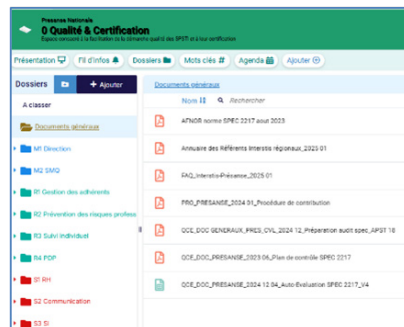 Presanse Nationale
0 Qualité & Certification
Espace consacré à la facilitation de la démarche qualité des SPSTI et à leur certification
Présentation
Fil d'infos
Dossiers
Mots clés #
Agenda
Ajouter
Dossiers
+ Ajouter
A classer
Documents généraux
M1 Direction
M2 SMQ
R1 Gestion des adhérents
R2 Prévention des risques profess
R3 Suivi Individuel
R4 PDP
S1 RH
S2 Communication
S3 SI
Documents généraux
Nom
Rechercher
AFNOR norme SPEC 2217 aout 2023
Annuaire des Référents Interstis régionaux_2025 01
FAQ_Interstis-Présanse_2025 01
PRO_PRESANSE_2024 01_Procédure de contribution
QCE_DOC GENERAUX_PRES_CVL_2024 12_Préparation audit spec_APST 18
QCE_DOC_PRESANSE_2023 06_Plan de contrôle SPEC 2217
QCE_DOC_PRESANSE_2024 12 04_Auto Evaluation SPEC 2217_V4